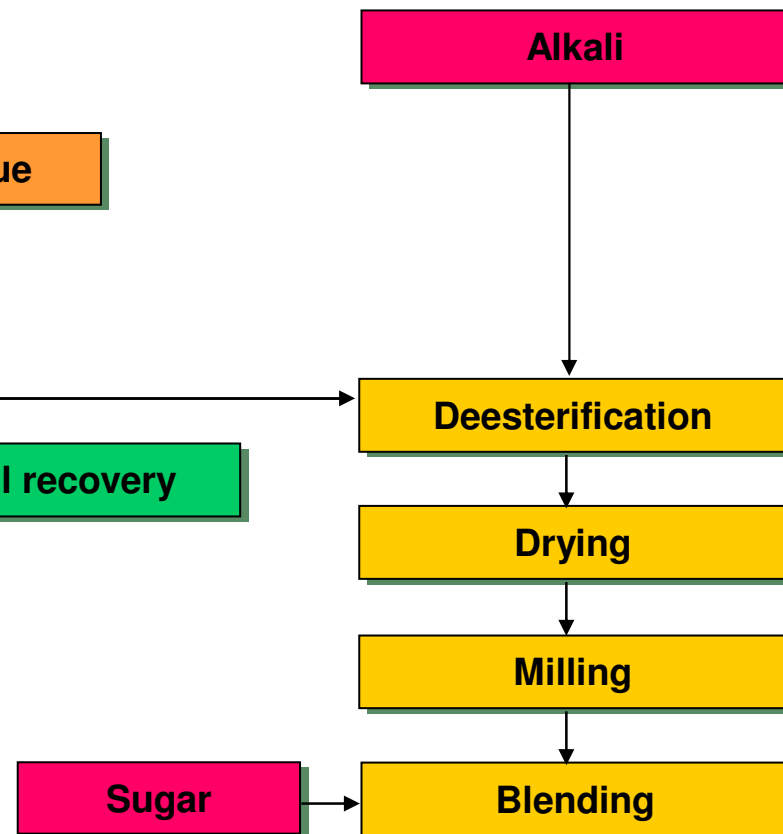 Alkali
ue
Deesterification
l recovery
Drying
Milling
Sugar
Blending